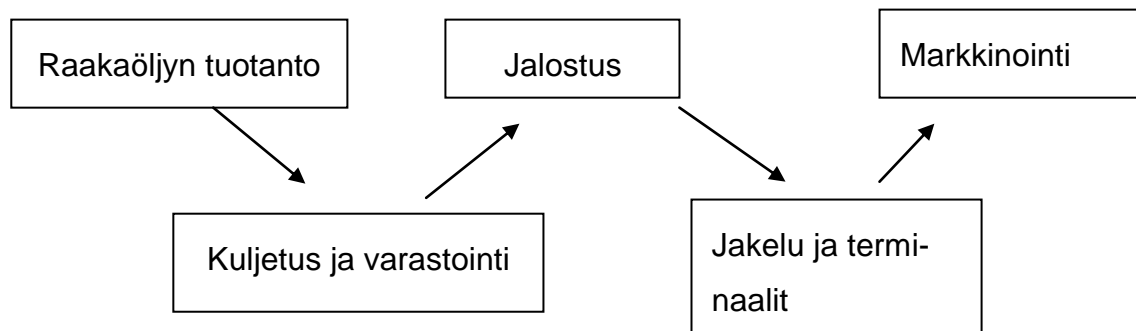 Raakaöljyn tuotanto
Kuljetus ja varastointi
Jalostus
Jakelu ja termi-
naalit
Markkinointi